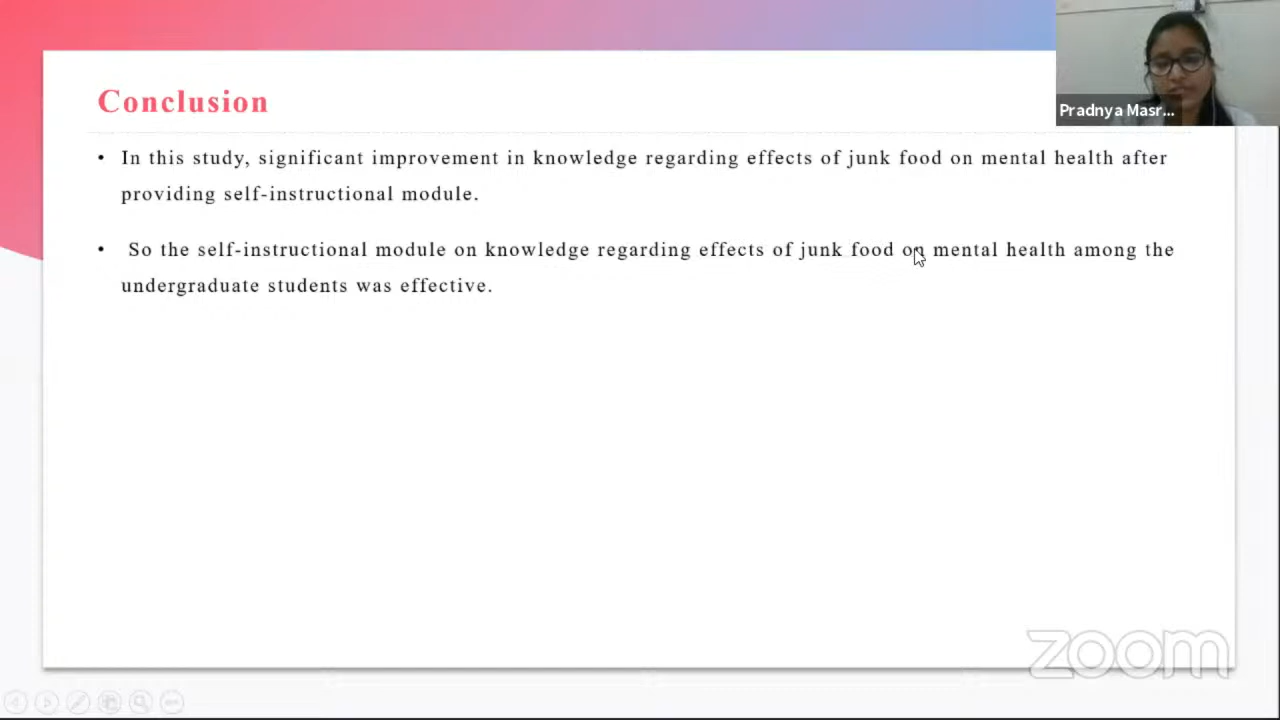 Conclusion
Pradnya Masr...
• In this study, significant improvement in knowledge regarding effects of junk food on mental health after
providing self-instructional module.
• So the self-instructional module on knowledge regarding effects of junk food on mental health among the
undergraduate students was effective.
zoom